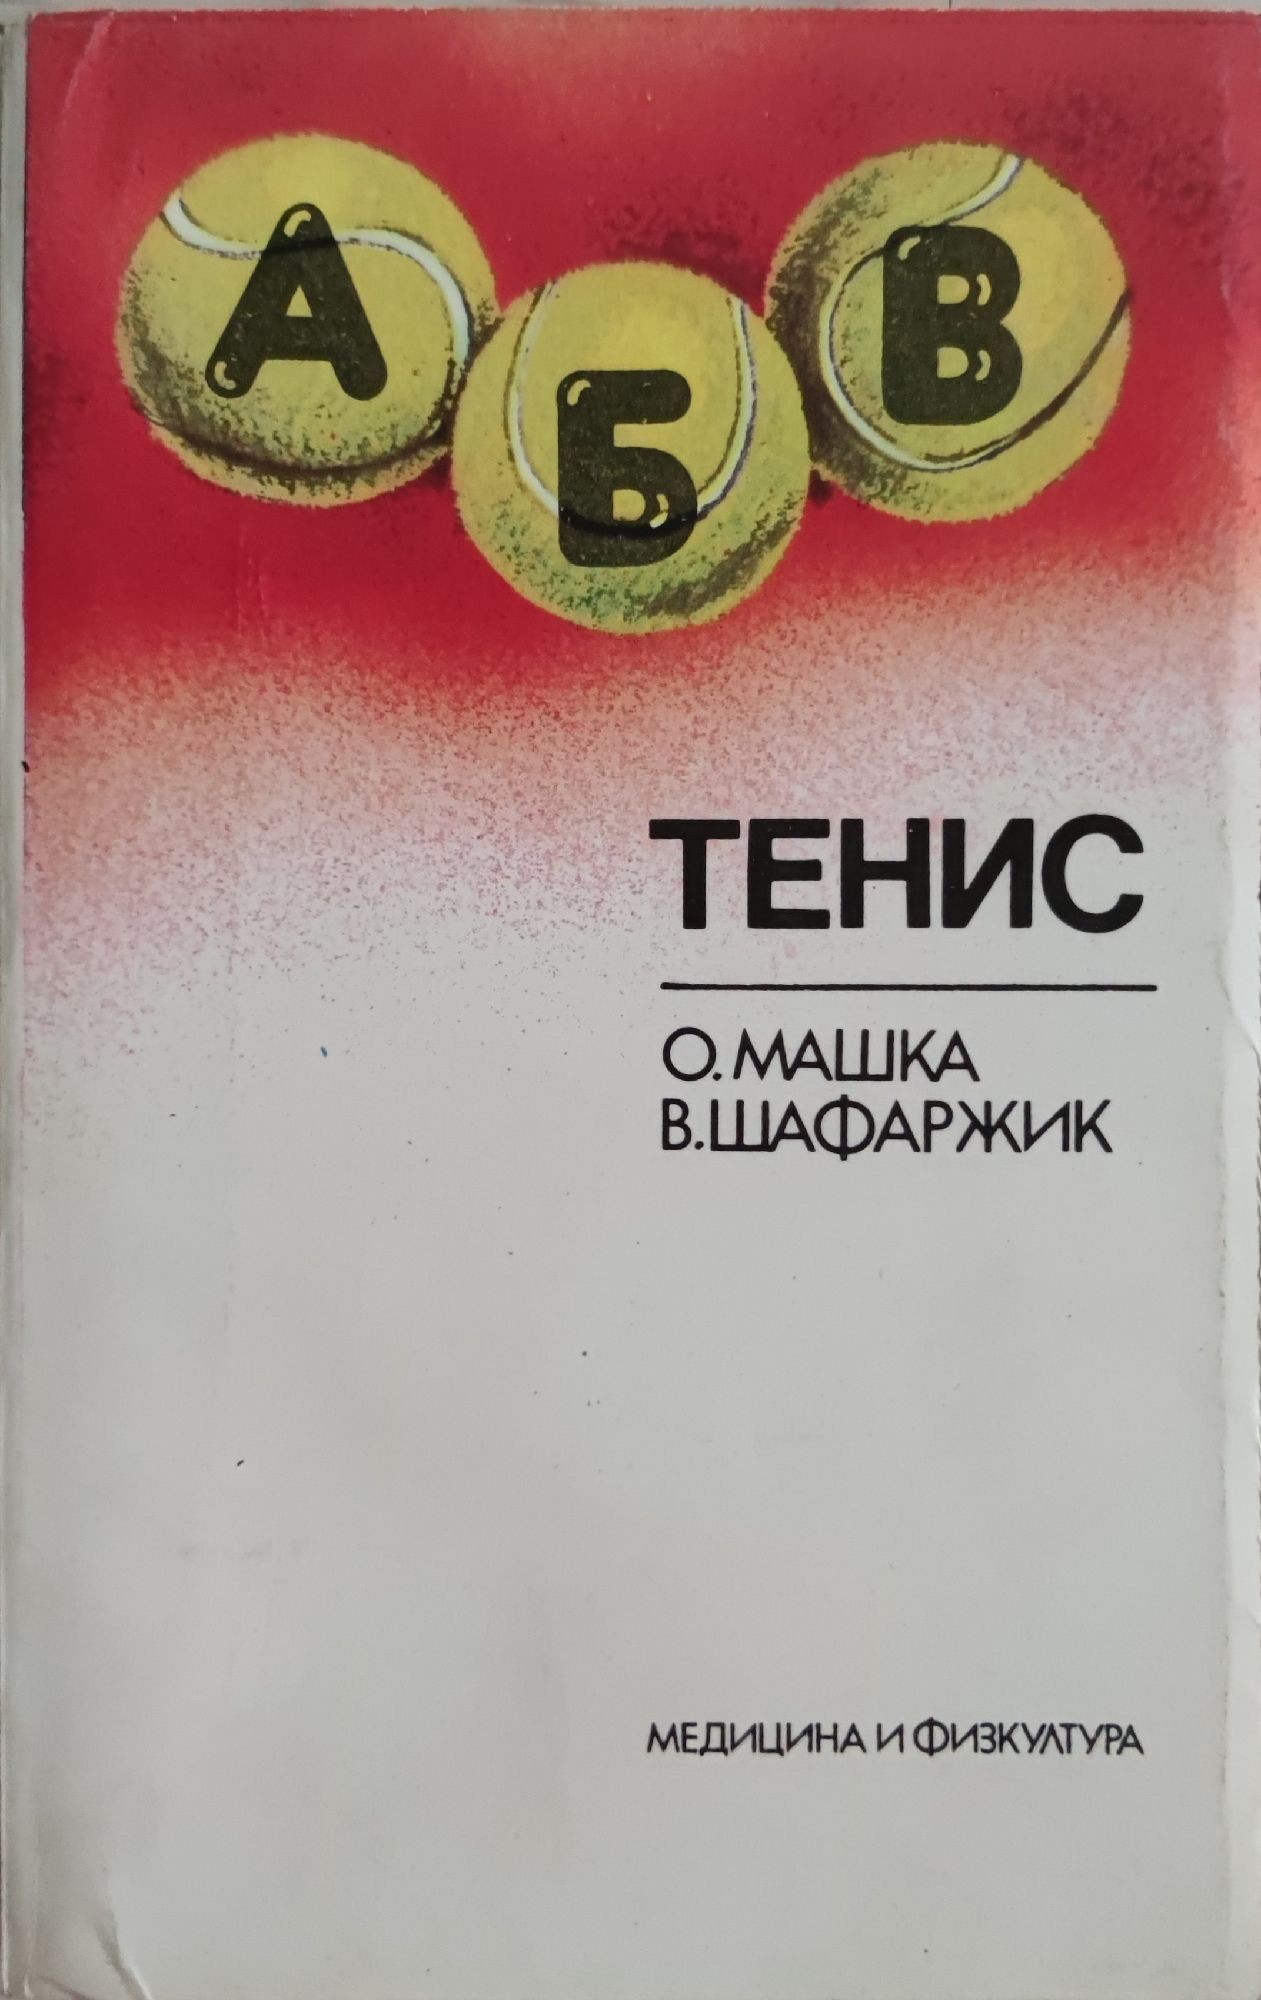 А Б В
ТЕНИС
О. МАШКА
В. ШАФАРЖИК
МЕДИЦИНА И ФИЗКУЛТУРА